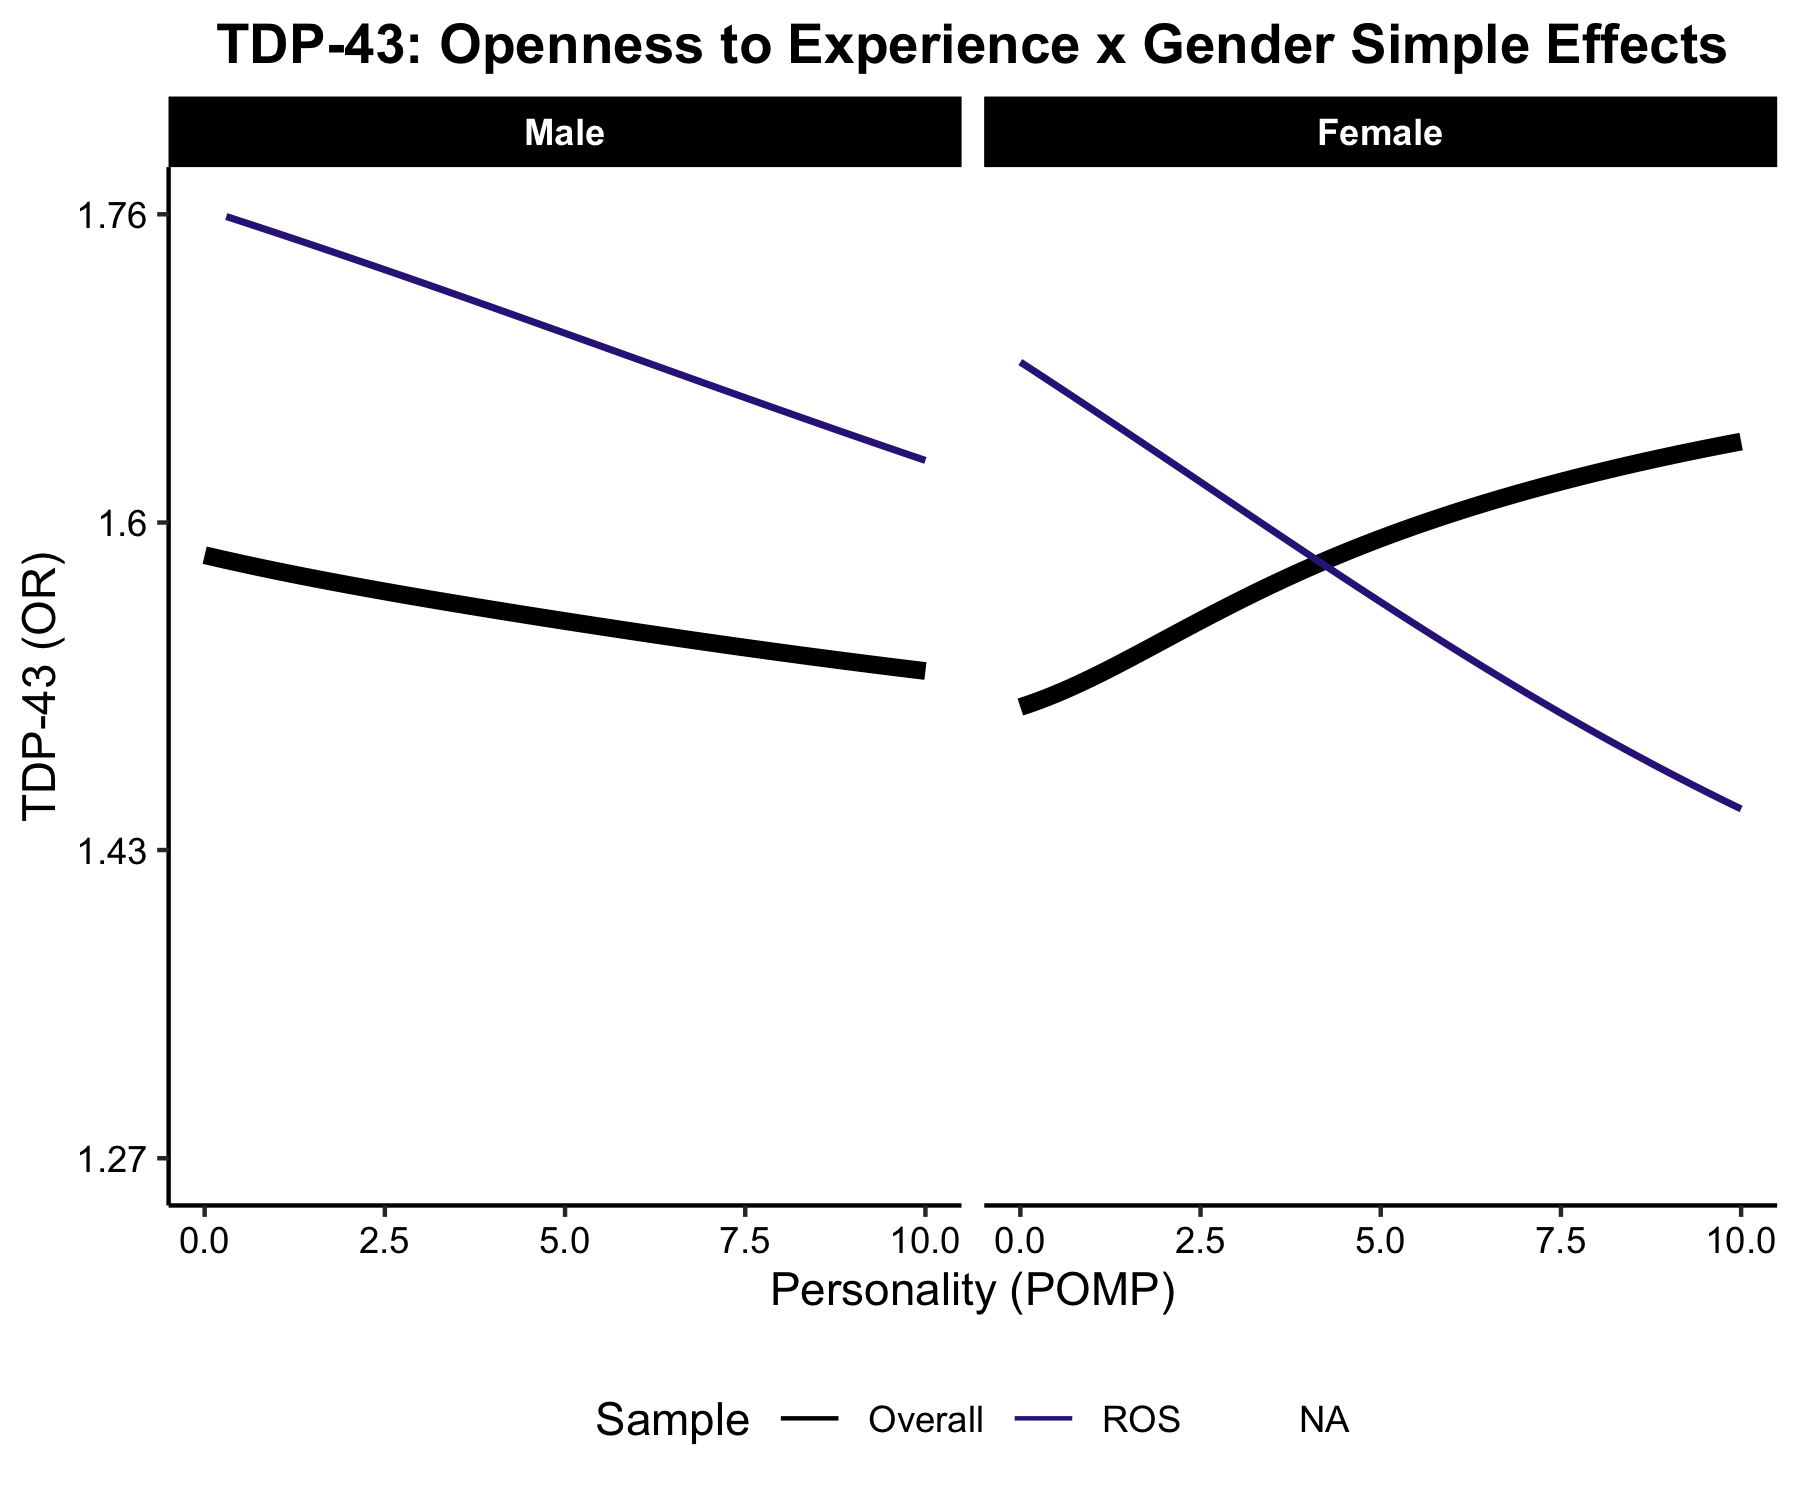 TDP-43: Openness to Experience x Gender Simple Effects
Male Female
1.76
1.6
1.43
1.27
TDP-43 (OR)
0.0 2.5 5.0 7.5 10.0 0.0 2.5 5.0 7.5 10.0
Personality (POMP)
Sample Overall ROS NA